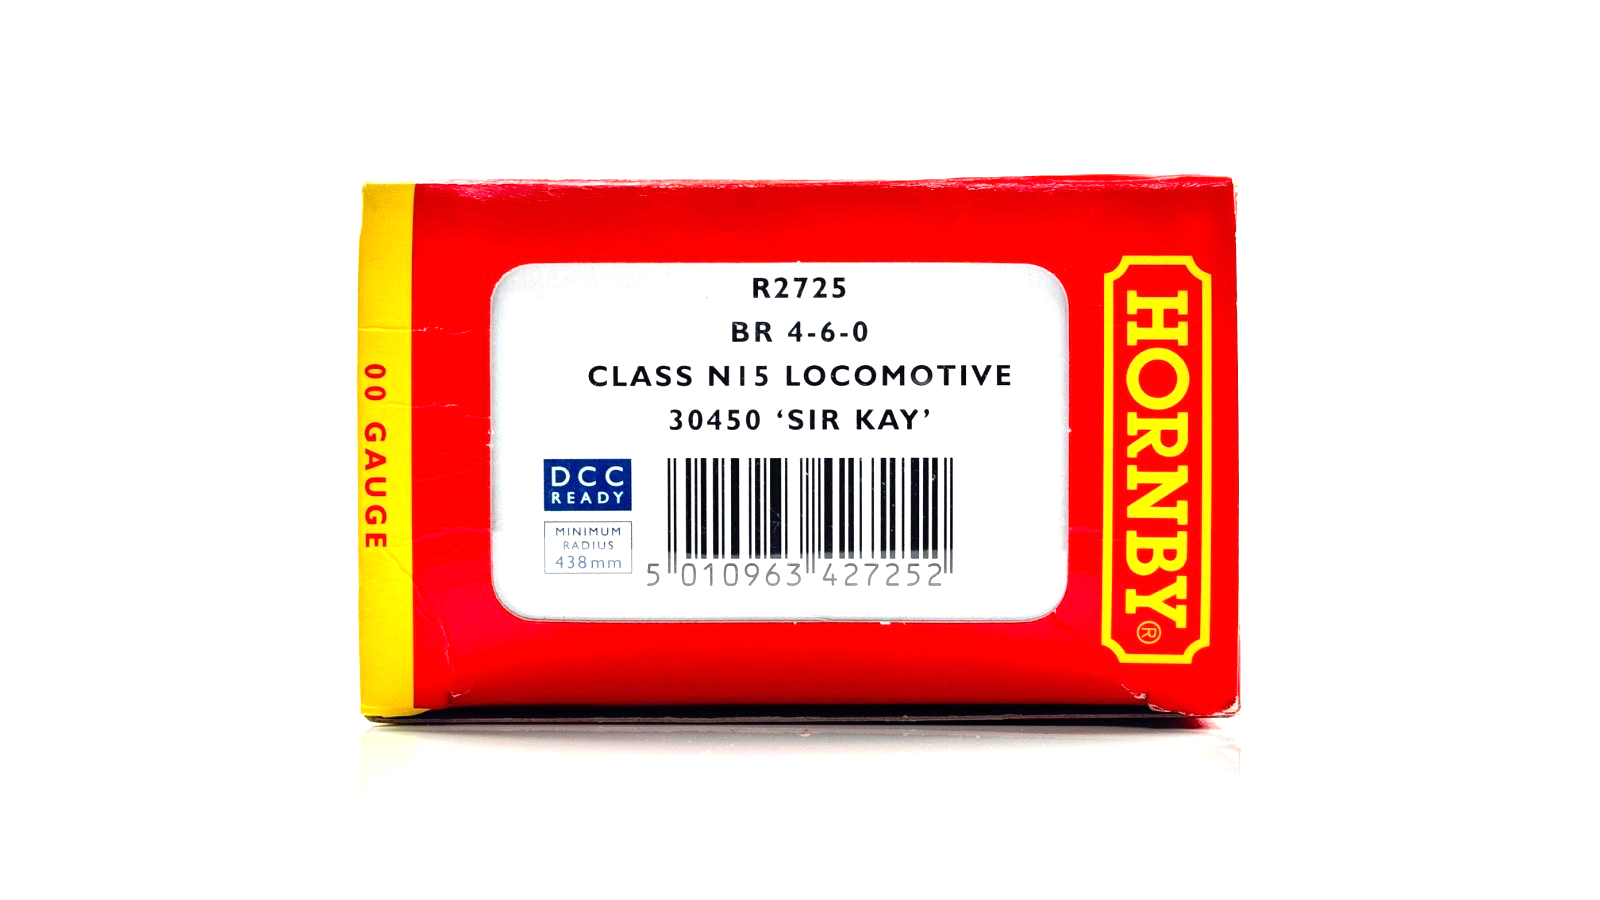 00 GAUGE
R2725
BR 4-6-0
CLASS N15 LOCOMOTIVE
30450 ‘SIR KAY’
DCC
READY
MINIMUM
RADIUS
438mm
5 010963 427252
HORNBY®